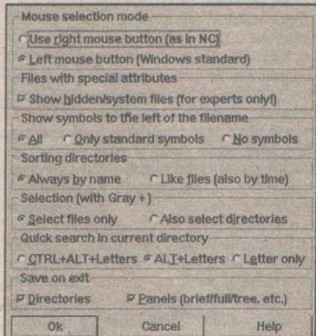 Mouse selection mode
Use right mouse button (as in NC)
Left mouse button (Windows standard)
Files with special attributes
Show hidden/system files (for experts only!)
Show symbols to the left of the filename
All Only standard symbols No symbols
Sorting directories
Always by name Like files (also by time)
Selection (with Gray +)
Select files only Also select directories
Quick search in current directory
CTRL+ALT+Letters ALT+Letters Letter only
Save on exit
Directories Panels (brief/full/tree, etc.)
Ok Cancel Help